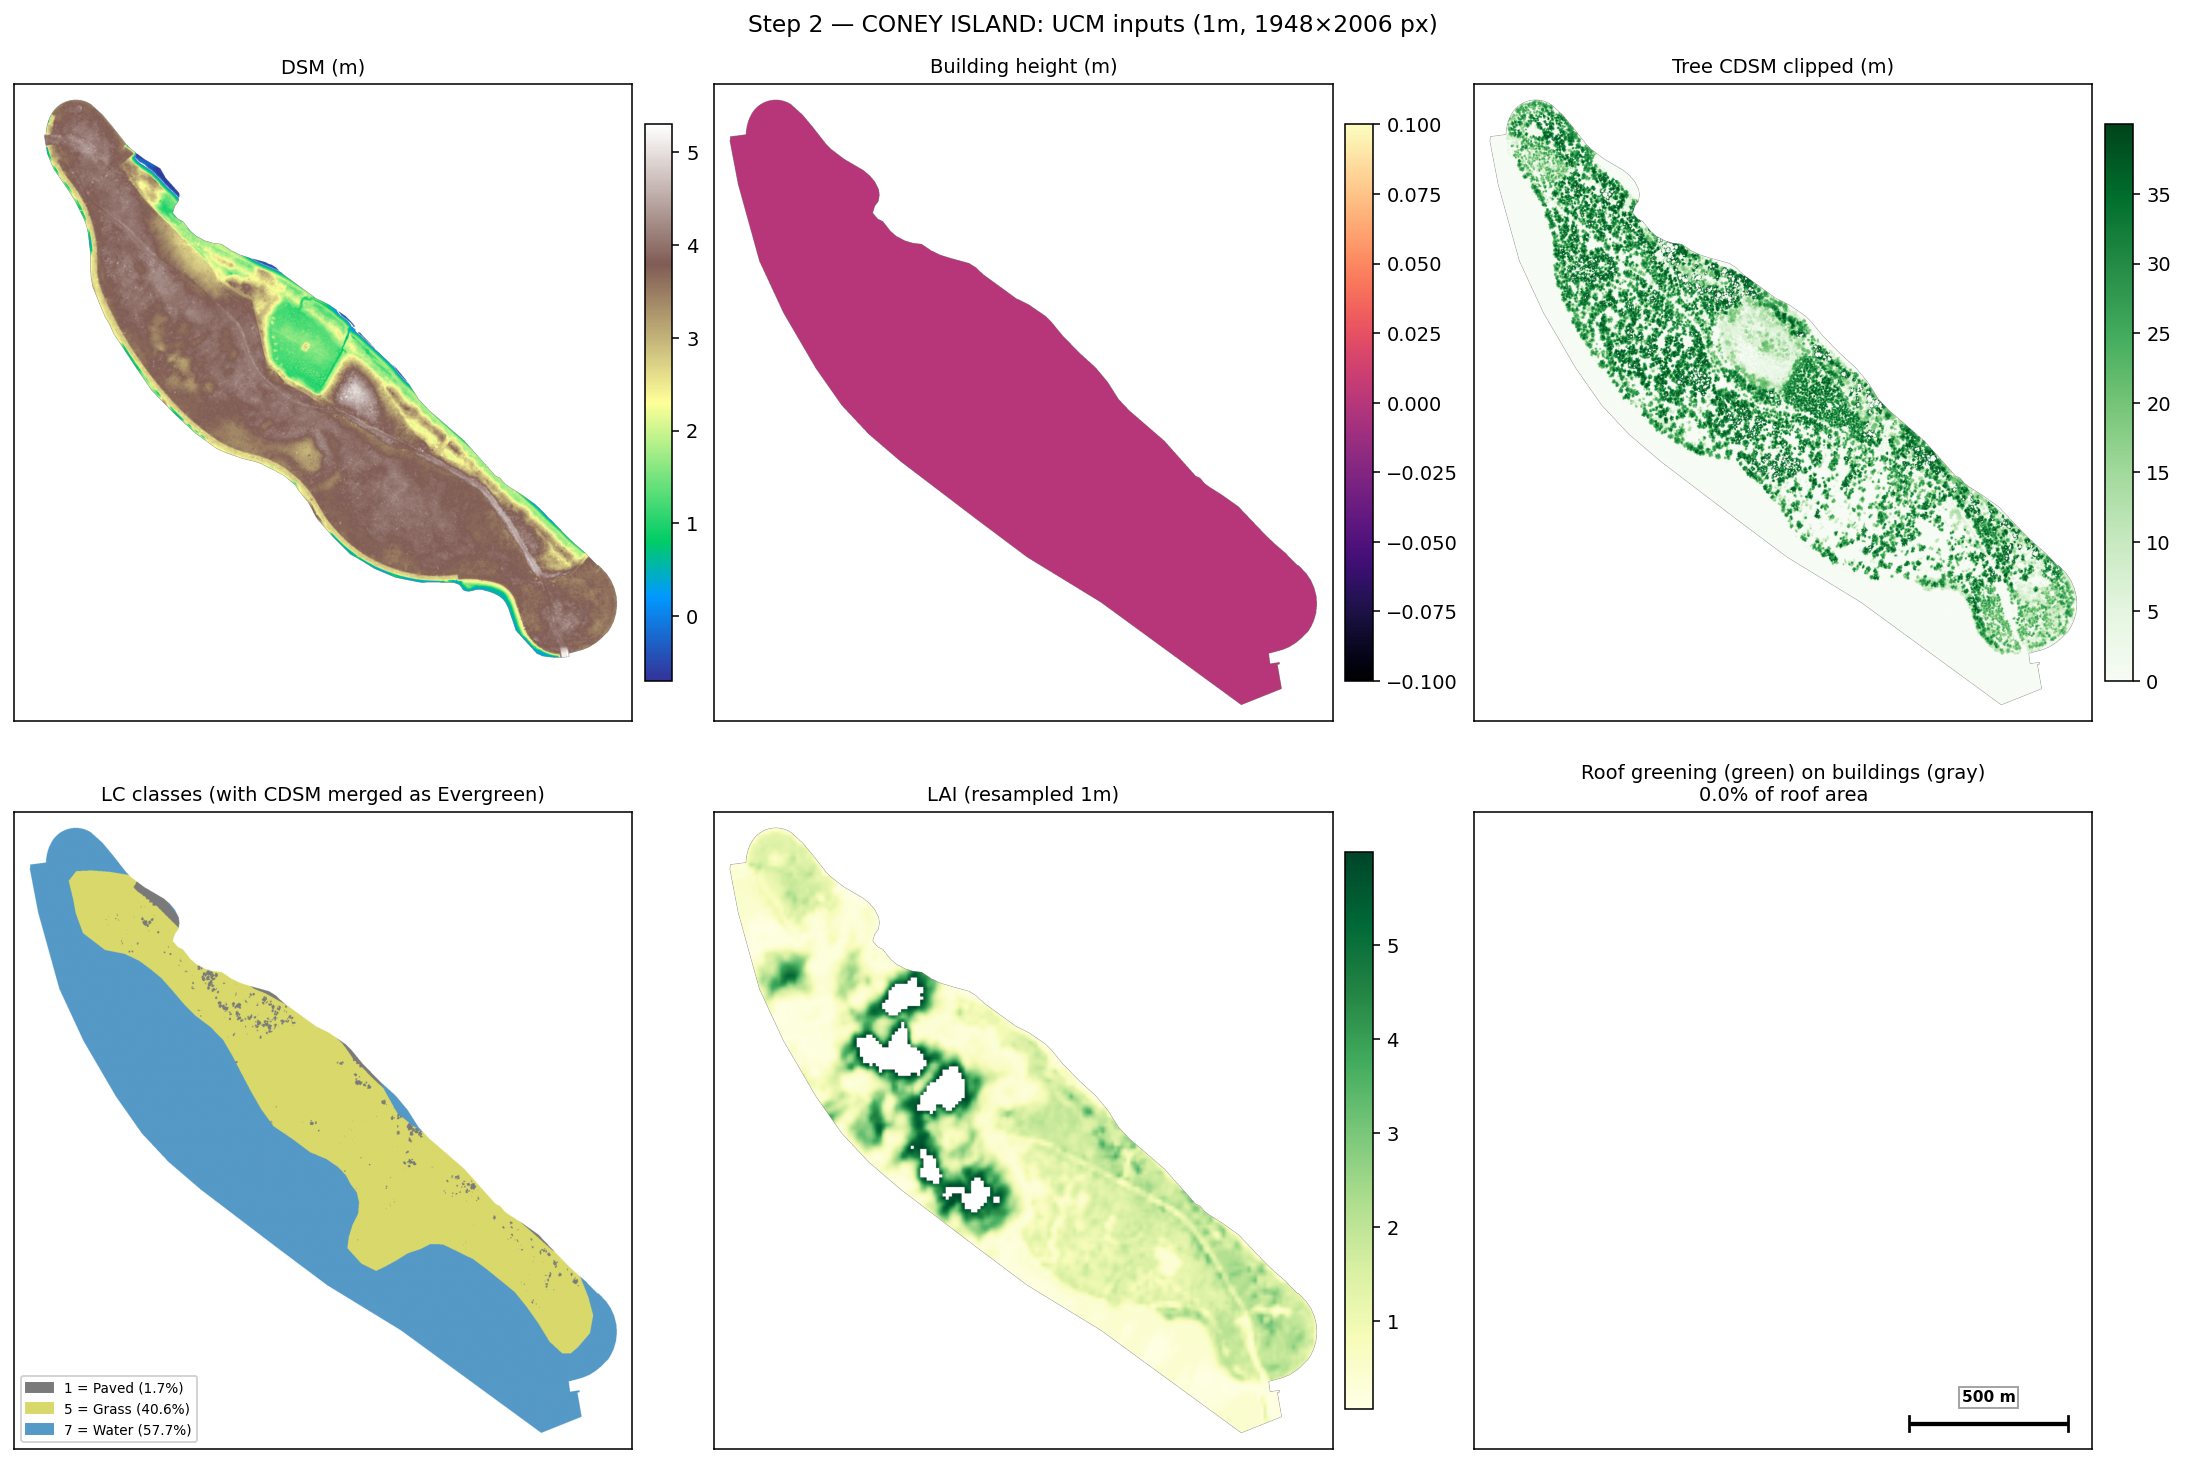 Step 2 — CONEY ISLAND: UCM inputs (1m, 1948×2006 px)
DSM (m)
5
4
3
2
1
0
Building height (m)
0.100
0.075
0.050
0.025
0.000
−0.025
−0.050
−0.075
−0.100
Tree CDSM clipped (m)
35
30
25
20
15
10
5
0
LC classes (with CDSM merged as Evergreen)
1 = Paved (1.7%)
5 = Grass (40.6%)
7 = Water (57.7%)
LAI (resampled 1m)
5
4
3
2
1
Roof greening (green) on buildings (gray)
0.0% of roof area
500 m